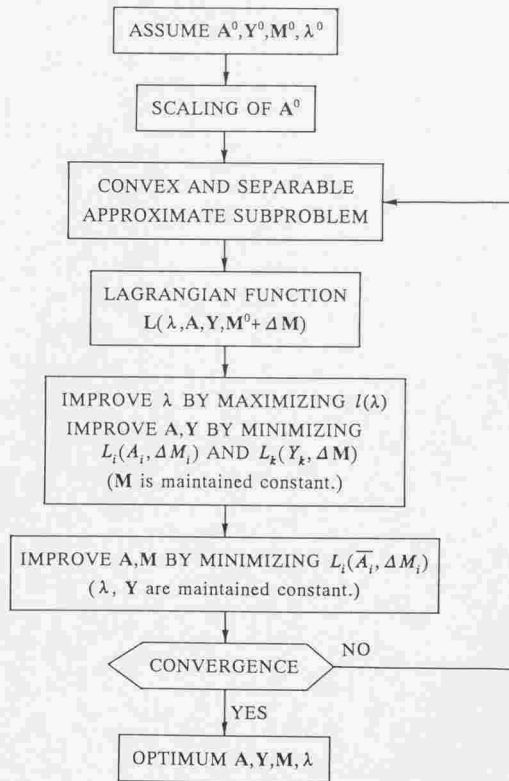 ASSUME A⁰,Y⁰,M⁰,λ⁰
SCALING OF A⁰
CONVEX AND SEPARABLE
APPROXIMATE SUBPROBLEM
LAGRANGIAN FUNCTION
L(λ,A,Y,M⁰+ΔM)
IMPROVE λ BY MAXIMIZING l(λ)
IMPROVE A,Y BY MINIMIZING
Lᵢ(Aᵢ,ΔMᵢ) AND Lₖ(Yₖ,ΔM)
(M is maintained constant.)
IMPROVE A,M BY MINIMIZING Lᵢ(A̅ᵢ,ΔMᵢ)
(λ, Y are maintained constant.)
CONVERGENCE
NO
YES
OPTIMUM A,Y,M,λ